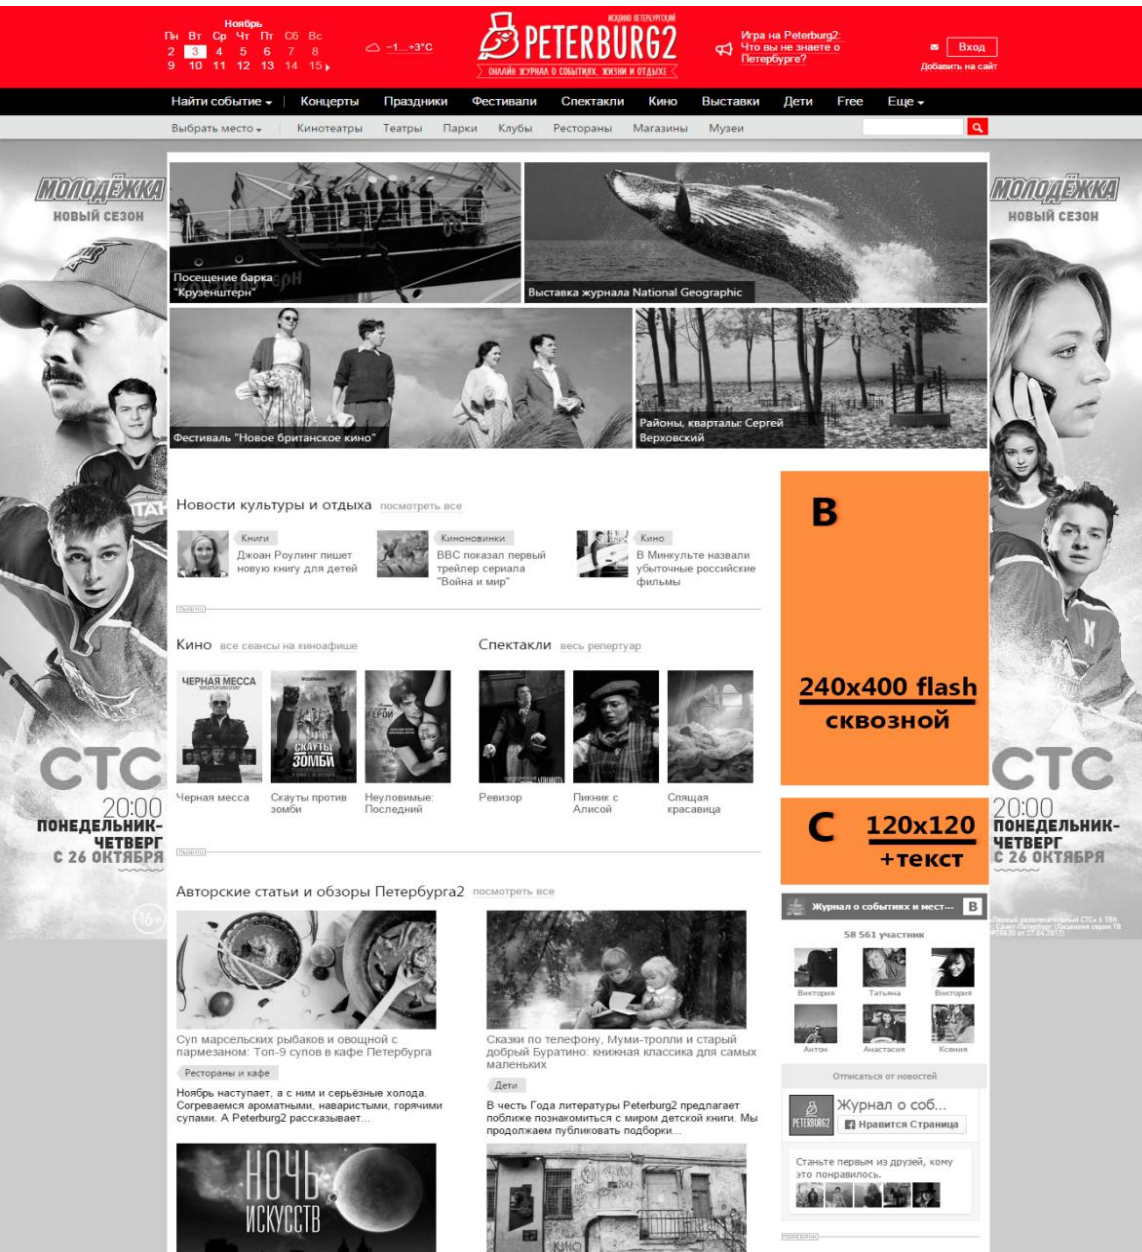 Ноябрь
Пн Вт Ср Чт Пт Сб Вс
2 3 4 5 6 7 8
9 10 11 12 13 14 15
-1...+3°C
ИСКОННО ПЕТЕРБУРГСКИЙ
PETERBURG2
ОНЛАЙН ЖУРНАЛ О СОБЫТИЯХ, ЖИЗНИ И ОТДЫХЕ
Игра на Peterburg2:
Что вы не знаете о
Петербурге?
Вход
Добавить на сайт
Найти событие Концерты Праздники Фестивали Спектакли Кино Выставки Дети Free Еще
Выбрать место Кинотеатры Театры Парки Клубы Рестораны Магазины Музеи
МОЛОДЁЖКА
НОВЫЙ СЕЗОН
СТС
20:00
ПОНЕДЕЛЬНИК-
ЧЕТВЕРГ
С 26 ОКТЯБРЯ
16+
Посещение барка
"Крузенштерн"
Выставка журнала National Geographic
Фестиваль "Новое британское кино"
Районы, кварталы: Сергей
Верховский
МОЛОДЁЖКА
НОВЫЙ СЕЗОН
СТС
20:00
ПОНЕДЕЛЬНИК-
ЧЕТВЕРГ
С 26 ОКТЯБРЯ
Новости культуры и отдыха посмотреть все
Книги
Джоан Роулинг пишет
новую книгу для детей
Киноновинки
BBC показал первый
трейлер сериала
"Война и мир"
Кино
В Минкульте назвали
убыточные российские
фильмы
Кино все сеансы на киноафише
ЧЕРНАЯ МЕССА
СКАУТЫ
ЗОМБИ
ГЕРОИ
Черная месса
Скауты против
зомби
Неуловимые:
Последний
Спектакли весь репертуар
Ревизор
Пикник с
Алисой
Спящая
красавица
B
240x400 flash
сквозной
C
120x120
+текст
Авторские статьи и обзоры Петербурга2 посмотреть все
Суп марсельских рыбаков и овощной с
пармезаном: Топ-9 супов в кафе Петербурга
Рестораны и кафе
Ноябрь наступает, а с ним и серьёзные холода.
Согреваемся ароматными, наваристыми, горячими
супами. А Peterburg2 рассказывает...
Сказки по телефону, Муми-тролли и старый
добрый Буратино: книжная классика для самых
маленьких
Дети
В честь Года литературы Peterburg2 предлагает
поближе познакомиться с миром детской книги. Мы
продолжаем публиковать подборки...
НОЧЬ
ИСКУССТВ
КИНО
Журнал о событиях и мест... B
58 561 участник
Виктория Татьяна Виктория
Антон Анастасия Ксения
Отписаться от новостей
PETERBURG2
Журнал о соб...
Нравится Страница
Станьте первым из друзей, кому
это понравилось.